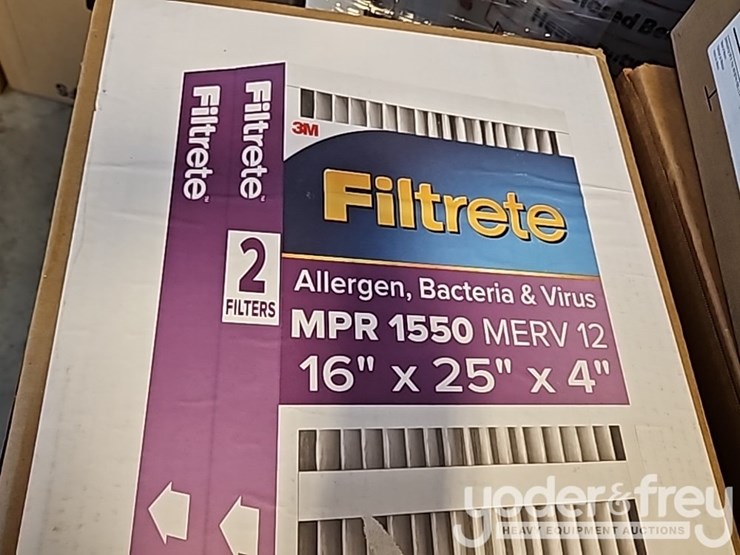 Filtrete
Filtrete
2
FILTERS
3M
Filtrete
Allergen, Bacteria & Virus
MPR 1550 MERV 12
16" x 25" x 4"
yoder&frey
HEAVY EQUIPMENT AUCTIONS